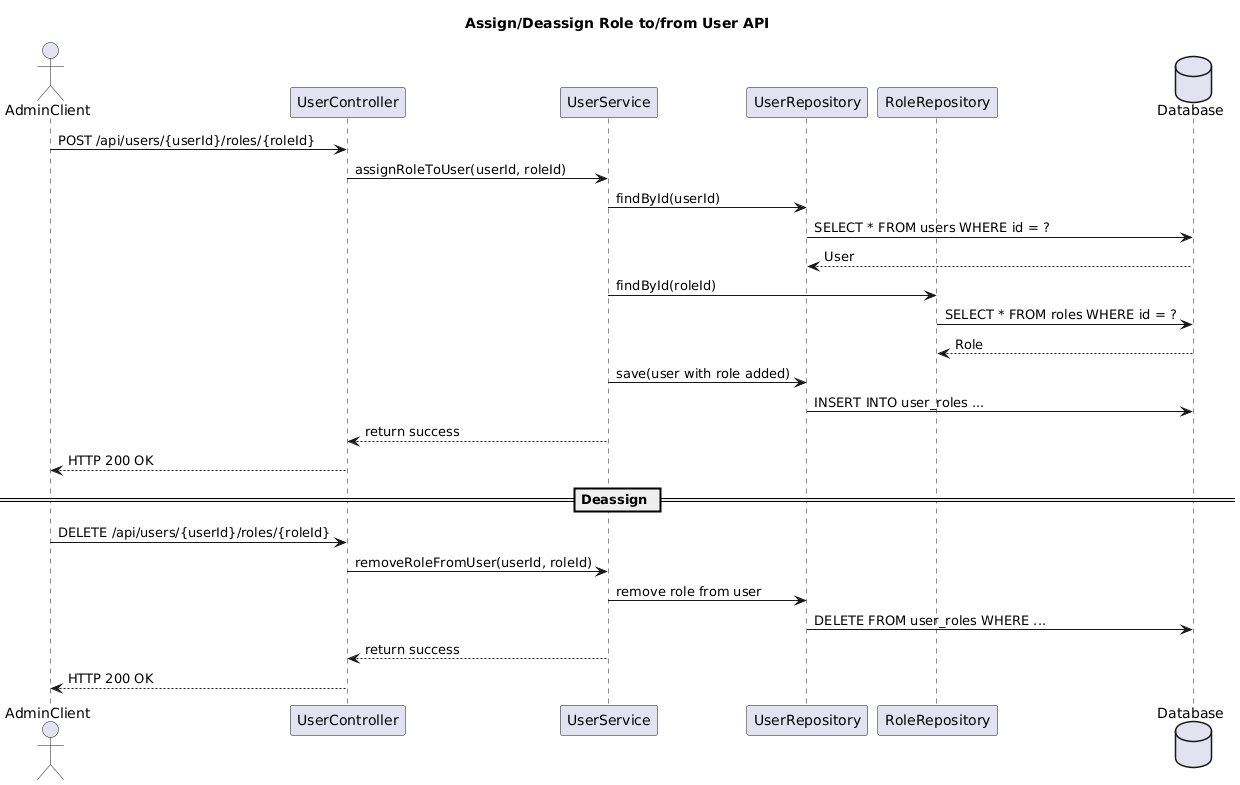 Assign/Deassign Role to/from User API
AdminClient
UserController
UserService
UserRepository
RoleRepository
Database
POST /api/users/{userId}/roles/{roleId}
assignRoleToUser(userId, roleId)
findById(userId)
SELECT * FROM users WHERE id = ?
User
findById(roleId)
SELECT * FROM roles WHERE id = ?
Role
save(user with role added)
INSERT INTO user_roles ...
return success
HTTP 200 OK
Deassign
DELETE /api/users/{userId}/roles/{roleId}
removeRoleFromUser(userId, roleId)
remove role from user
DELETE FROM user_roles WHERE ...
return success
HTTP 200 OK
AdminClient
UserController
UserService
UserRepository
RoleRepository
Database